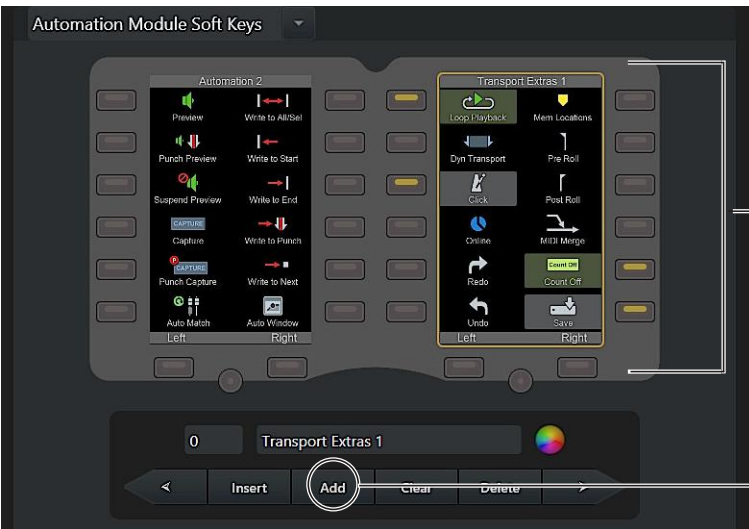 Automation Module Soft Keys
Automation 2
Preview
Write to All/Sel
Punch Preview
Write to Start
Suspend Preview
Write to End
CAPTURE
Capture
Write to Punch
P
CAPTURE
Punch Capture
Write to Next
Auto Match
Auto Window
Left
Right
Transport Extras 1
Loop Playback
Mem Locations
Dyn Transport
Pre Roll
Click
Post Roll
Online
MIDI Merge
Redo
Count Off
Count Off
Undo
Save
Left
Right
0
Transport Extras 1
Insert
Add
Clear
Delete